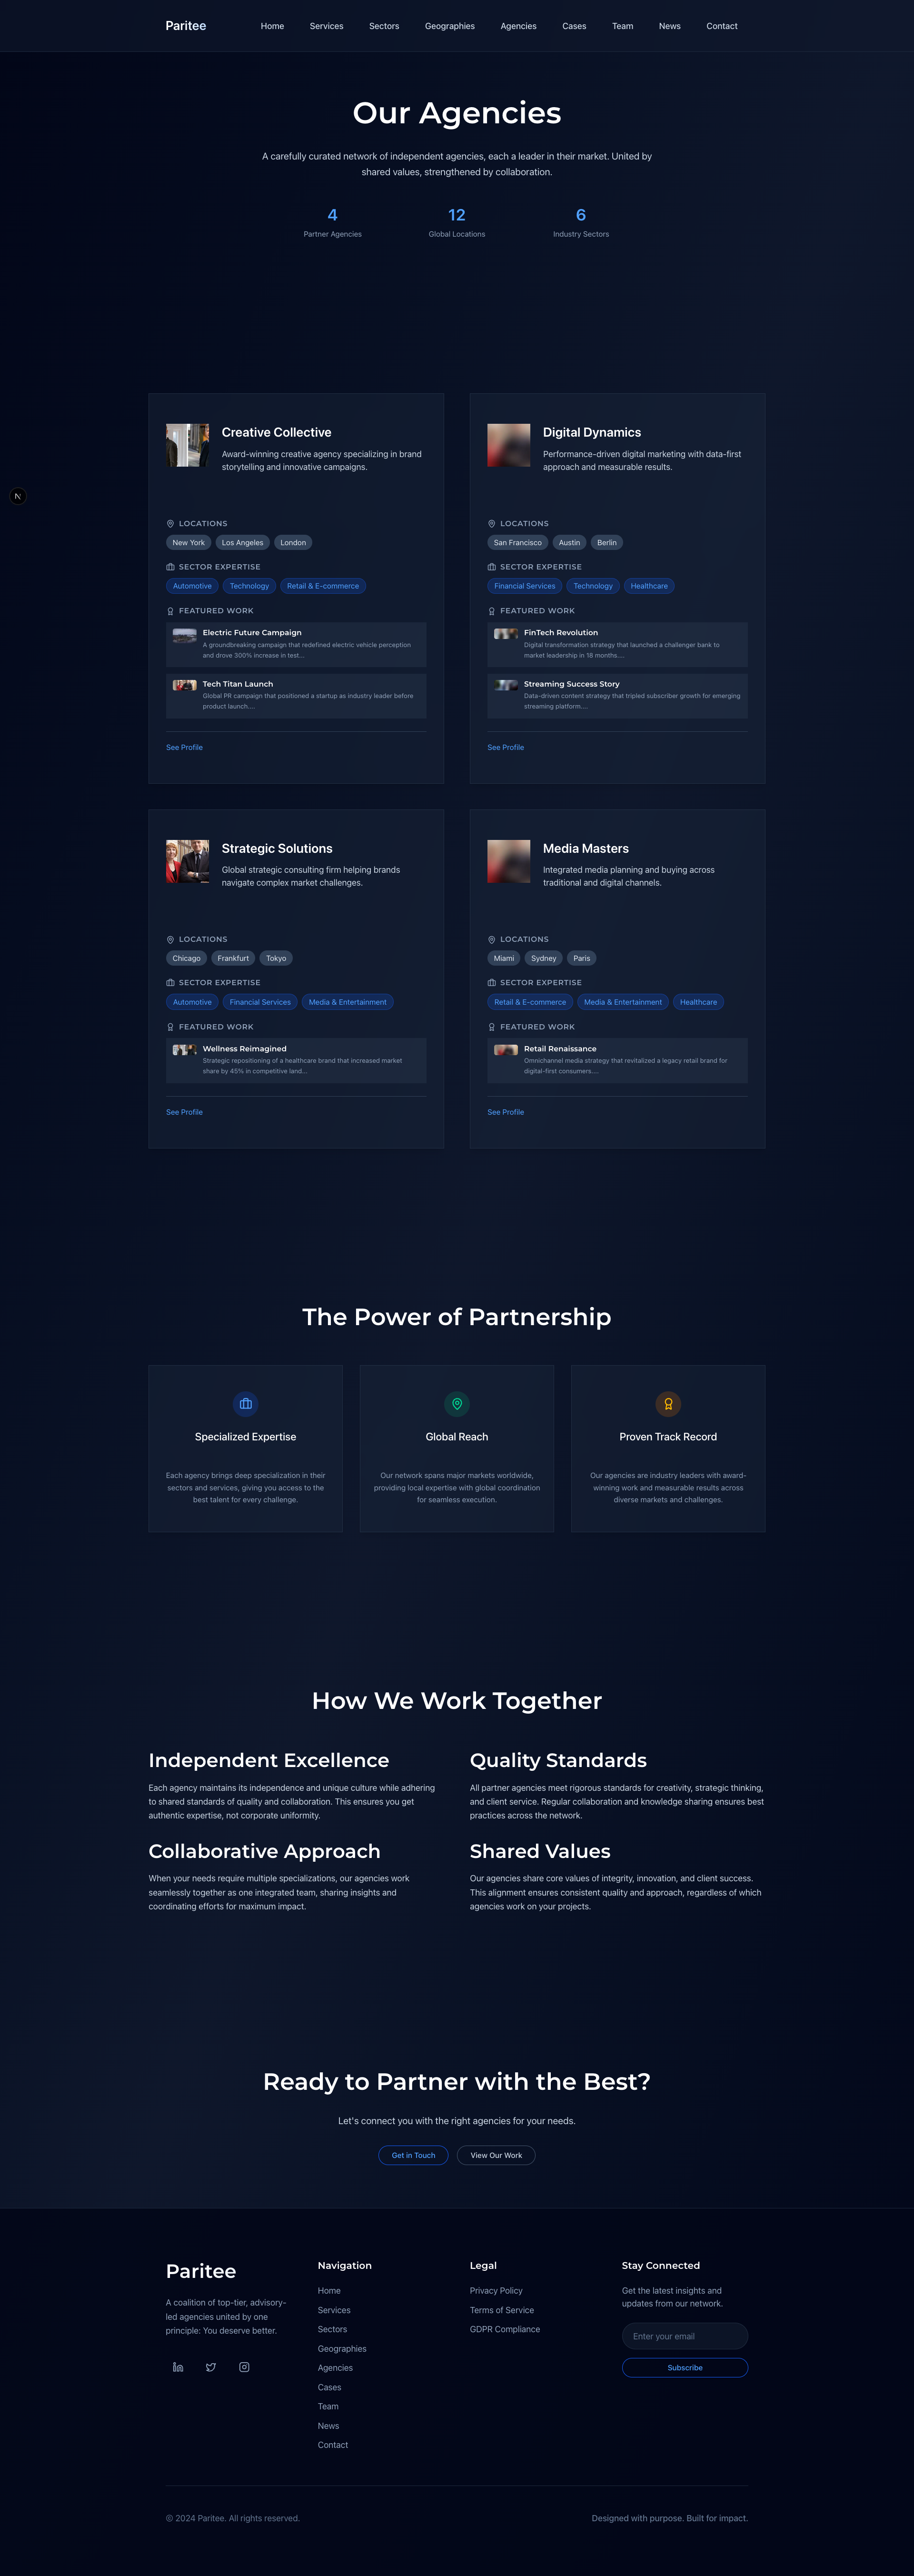 Paritee
Home Services Sectors Geographies Agencies Cases Team News Contact
Our Agencies
A carefully curated network of independent agencies, each a leader in their market. United by
shared values, strengthened by collaboration.
4 12 6
Partner Agencies Global Locations Industry Sectors
N
Creative Collective
Award-winning creative agency specializing in brand
storytelling and innovative campaigns.
LOCATIONS
New York Los Angeles London
SECTOR EXPERTISE
Automotive Technology Retail & E-commerce
FEATURED WORK
Electric Future Campaign
A groundbreaking campaign that redefined electric vehicle perception
and drove 300% increase in test...
Tech Titan Launch
Global PR campaign that positioned a startup as industry leader before
product launch....
See Profile
Digital Dynamics
Performance-driven digital marketing with data-first
approach and measurable results.
LOCATIONS
San Francisco Austin Berlin
SECTOR EXPERTISE
Financial Services Technology Healthcare
FEATURED WORK
FinTech Revolution
Digital transformation strategy that launched a challenger bank to
market leadership in 18 months....
Streaming Success Story
Data-driven content strategy that tripled subscriber growth for emerging
streaming platform....
See Profile
Strategic Solutions
Global strategic consulting firm helping brands
navigate complex market challenges.
LOCATIONS
Chicago Frankfurt Tokyo
SECTOR EXPERTISE
Automotive Financial Services Media & Entertainment
FEATURED WORK
Wellness Reimagined
Strategic repositioning of a healthcare brand that increased market
share by 45% in competitive land...
See Profile
Media Masters
Integrated media planning and buying across
traditional and digital channels.
LOCATIONS
Miami Sydney Paris
SECTOR EXPERTISE
Retail & E-commerce Media & Entertainment Healthcare
FEATURED WORK
Retail Renaissance
Omnichannel media strategy that revitalized a legacy retail brand for
digital-first consumers....
See Profile
The Power of Partnership
Specialized Expertise
Each agency brings deep specialization in their
sectors and services, giving you access to the
best talent for every challenge.
Global Reach
Our network spans major markets worldwide,
providing local expertise with global coordination
for seamless execution.
Proven Track Record
Our agencies are industry leaders with award-
winning work and measurable results across
diverse markets and challenges.
How We Work Together
Independent Excellence
Each agency maintains its independence and unique culture while adhering
to shared standards of quality and collaboration. This ensures you get
authentic expertise, not corporate uniformity.
Collaborative Approach
When your needs require multiple specializations, our agencies work
seamlessly together as one integrated team, sharing insights and
coordinating efforts for maximum impact.
Quality Standards
All partner agencies meet rigorous standards for creativity, strategic thinking,
and client service. Regular collaboration and knowledge sharing ensures best
practices across the network.
Shared Values
Our agencies share core values of integrity, innovation, and client success.
This alignment ensures consistent quality and approach, regardless of which
agencies work on your projects.
Ready to Partner with the Best?
Let's connect you with the right agencies for your needs.
Get in Touch View Our Work
Paritee
A coalition of top-tier, advisory-
led agencies united by one
principle: You deserve better.
Navigation
Home
Services
Sectors
Geographies
Agencies
Cases
Team
News
Contact
Legal
Privacy Policy
Terms of Service
GDPR Compliance
Stay Connected
Get the latest insights and
updates from our network.
Enter your email
Subscribe
© 2024 Paritee. All rights reserved.
Designed with purpose. Built for impact.